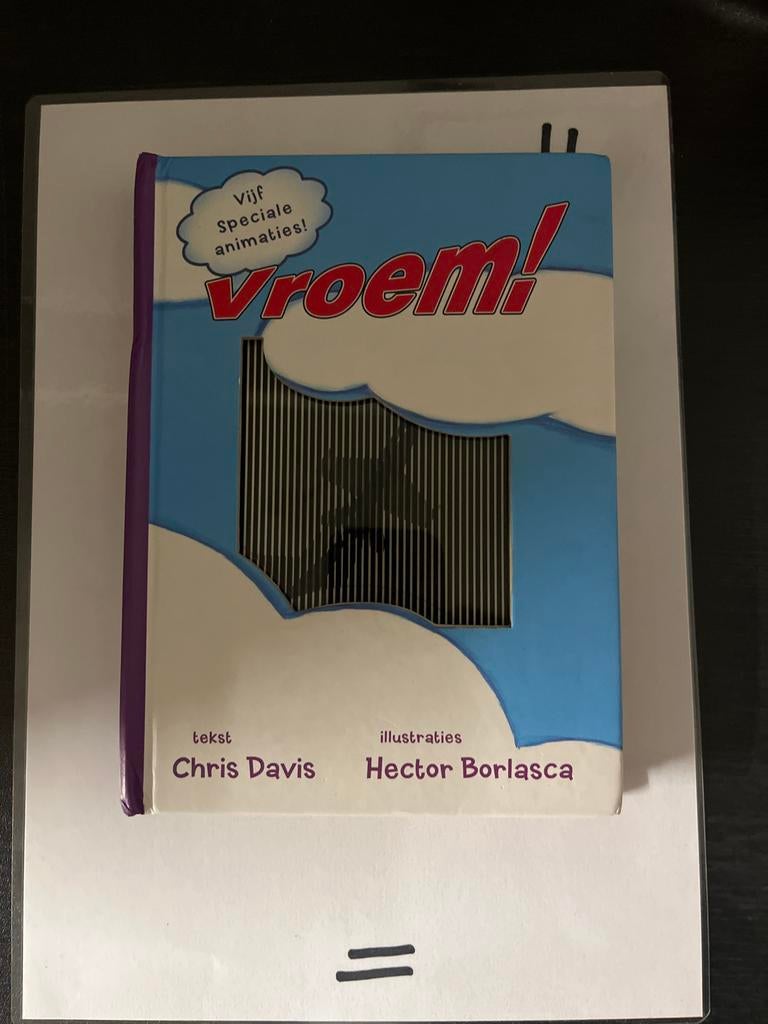 Vijf
Speciale
animaties!
Vroem!
tekst
illustraties
Chris Davis
Hector Borlasca